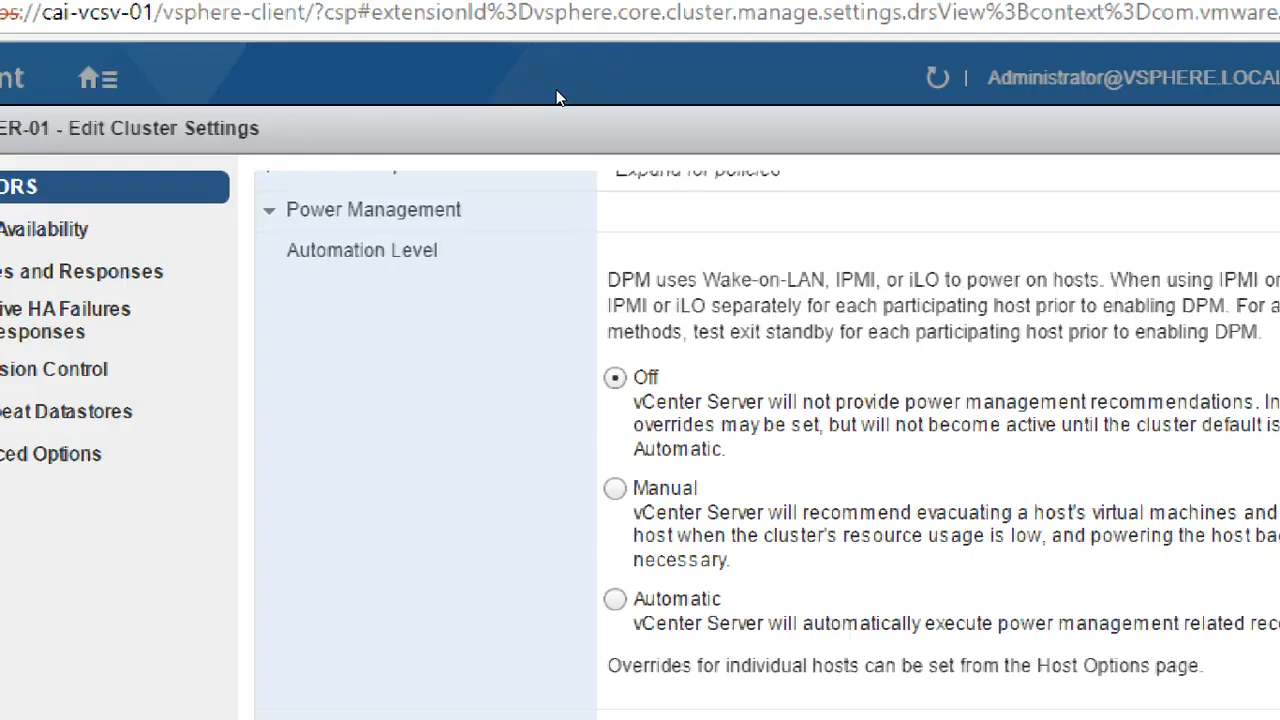 ps://cai-vcsv-01/vsphere-client/?csp#extensionId%3Dvsphere.core.cluster.manage.settings.drsView%3Bcontext%3Dcom.vmware.
nt
| Administrator@VSPHERE.LOCAL
ER-01 - Edit Cluster Settings
DRS
Availability
es and Responses
ive HA Failures
esponses
sion Control
eat Datastores
ced Options
Expand for policies
Power Management
Automation Level
DPM uses Wake-on-LAN, IPMI, or iLO to power on hosts. When using IPMI or
IPMI or iLO separately for each participating host prior to enabling DPM. For a
methods, test exit standby for each participating host prior to enabling DPM.
Off
vCenter Server will not provide power management recommendations. In
overrides may be set, but will not become active until the cluster default is
Automatic.
Manual
vCenter Server will recommend evacuating a host's virtual machines and
host when the cluster's resource usage is low, and powering the host ba
necessary.
Automatic
vCenter Server will automatically execute power management related rec
Overrides for individual hosts can be set from the Host Options page.